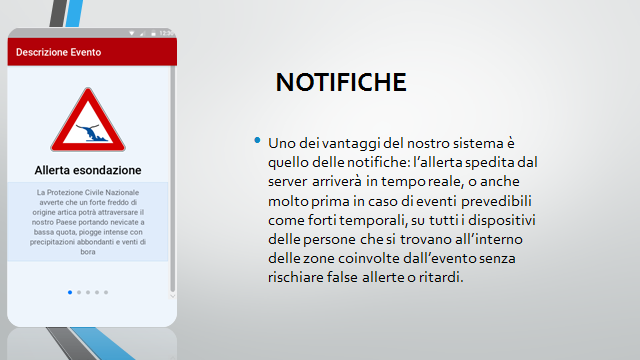 12:30
Descrizione Evento
Allerta esondazione
La Protezione Civile Nazionale
avverte che un forte freddo di
origine artica potrà attraversare il
nostro Paese portando nevicate a
bassa quota, piogge intense con
precipitazioni abbondanti e venti di
bora
NOTIFICHE
Uno dei vantaggi del nostro sistema è
quello delle notifiche: l’allerta spedita dal
server arriverà in tempo reale, o anche
molto prima in caso di eventi prevedibili
come forti temporali, su tutti i dispositivi
delle persone che si trovano all’interno
delle zone coinvolte dall’evento senza
rischiare false allerte o ritardi.